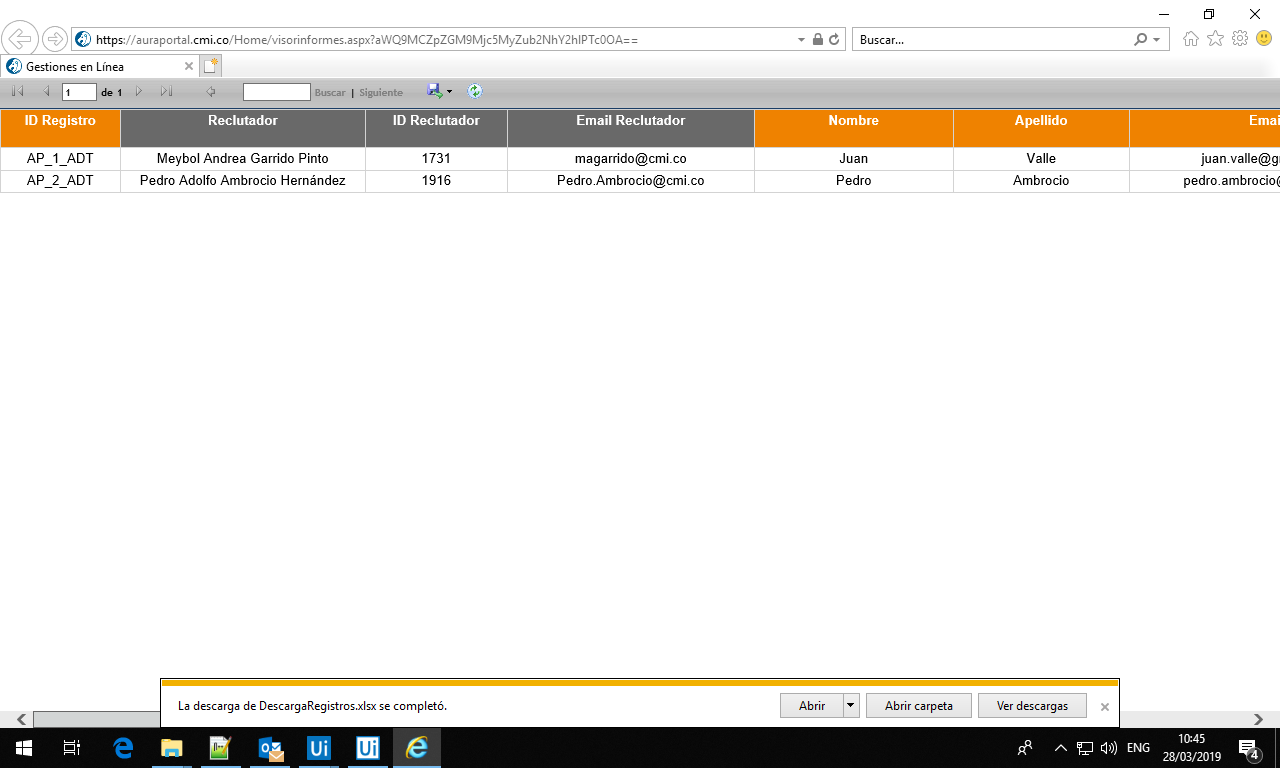 https://auraportal.cmi.co/Home/visorinformes.aspx?aWQ9MCZpZGM9Mjc5MyZub2NhY2hlPTc0OA==
Buscar...
Gestiones en Línea
1 de 1 Buscar | Siguiente
ID Registro Reclutador ID Reclutador Email Reclutador Nombre Apellido Emai
AP_1_ADT Meybol Andrea Garrido Pinto 1731 magarrido@cmi.co Juan Valle juan.valle@g
AP_2_ADT Pedro Adolfo Ambrocio Hernández 1916 Pedro.Ambrocio@cmi.co Pedro Ambrocio pedro.ambrocio@
La descarga de DescargaRegistros.xlsx se completó. Abrir Abrir carpeta Ver descargas
Ui Ui ENG 10:45
28/03/2019 4